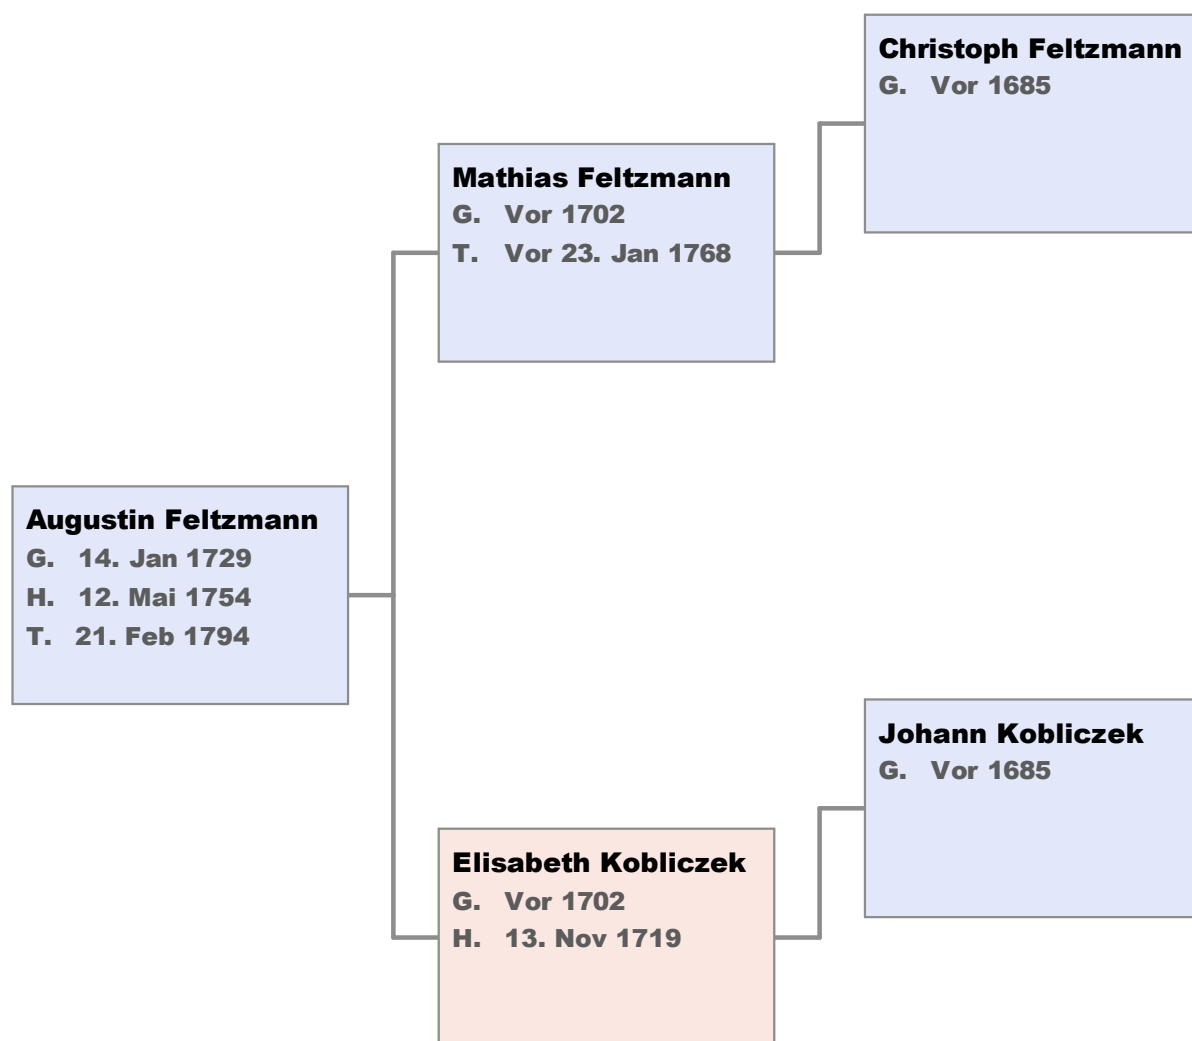 Christoph Feltzmann
G. Vor 1685
Mathias Feltzmann
G. Vor 1702
T. Vor 23. Jan 1768
Augustin Feltzmann
G. 14. Jan 1729
H. 12. Mai 1754
T. 21. Feb 1794
Johann Kobliczek
G. Vor 1685
Elisabeth Kobliczek
G. Vor 1702
H. 13. Nov 1719